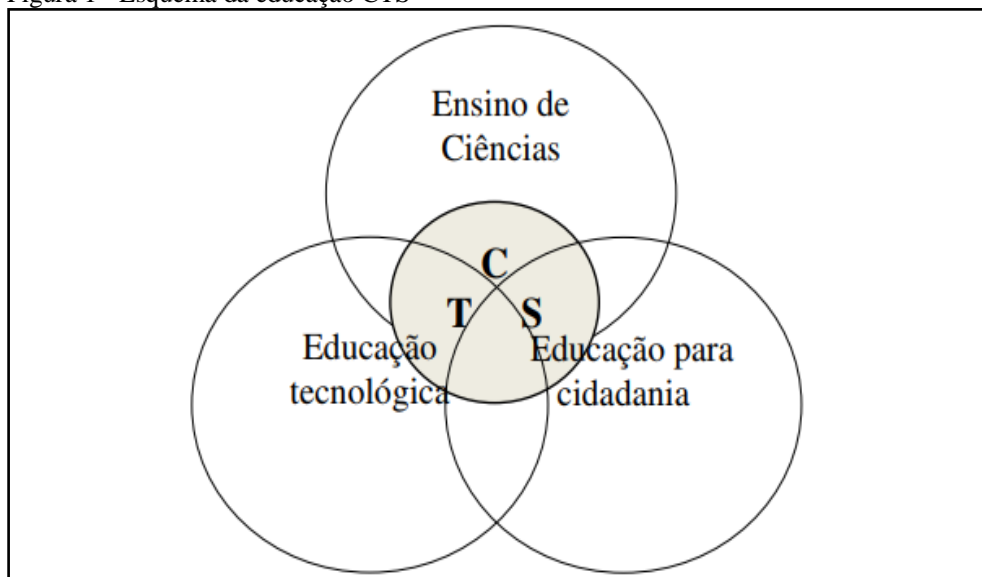 Figura 1 - Esquema da educação CTS
Ensino de
Ciências
C
T S
Educação
tecnológica
Educação para
cidadania